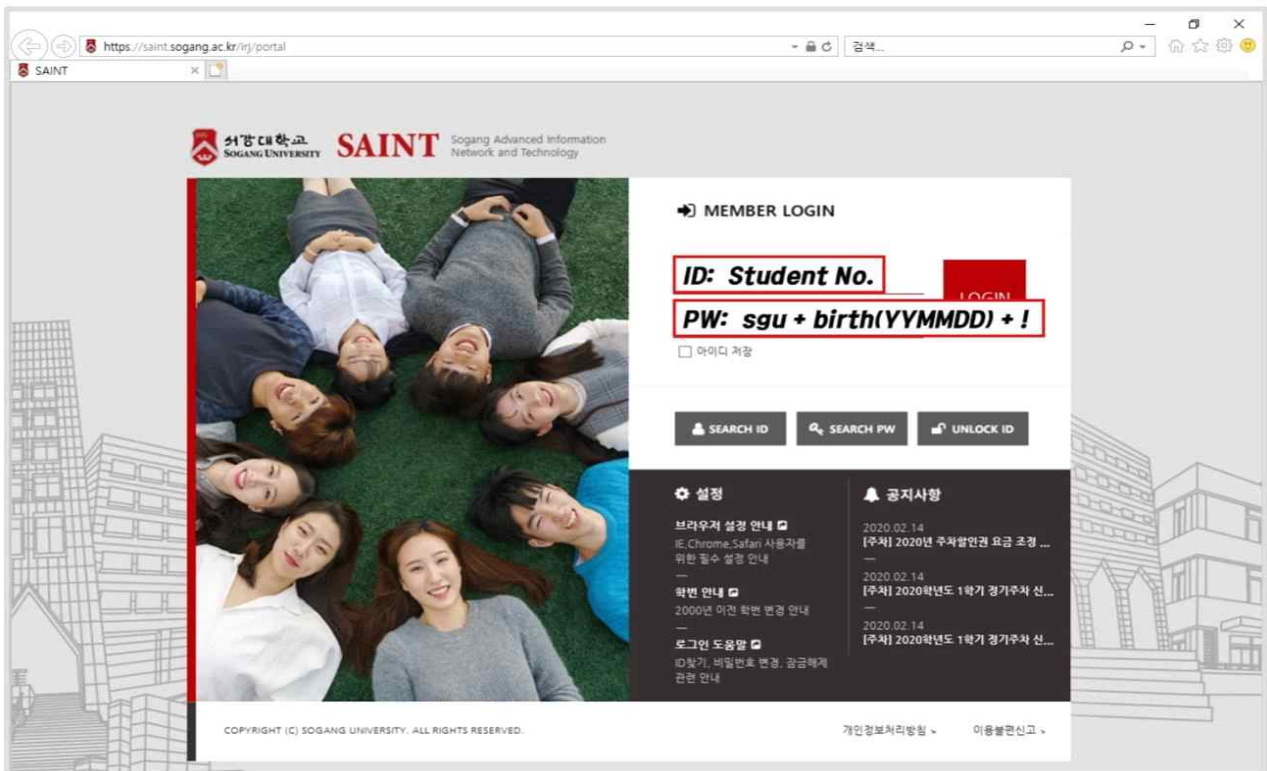 https://saint.sogang.ac.kr/irj/portal
검색...
SAINT
서강대학교
SOGANG UNIVERSITY
SAINT
Sogang Advanced Information
Network and Technology
MEMBER LOGIN
ID: Student No.
LOGIN
PW: sgu + birth(YYMMDD) + !
아이디 저장
SEARCH ID
SEARCH PW
UNLOCK ID
설정
브라우저 설정 안내
IE,Chrome,Safari 사용자를
위한 필수 설정 안내
학번 안내
2000년 이전 학번 변경 안내
로그인 도움말
ID찾기, 비밀번호 변경, 잠금해제
관련 안내
공지사항
2020.02.14
[주차] 2020년 주차할인권 요금 조정 ...
2020.02.14
[주차] 2020학년도 1학기 정기주차 신...
2020.02.14
[주차] 2020학년도 1학기 정기주차 신...
COPYRIGHT (C) SOGANG UNIVERSITY. ALL RIGHTS RESERVED.
개인정보처리방침
이용불편신고